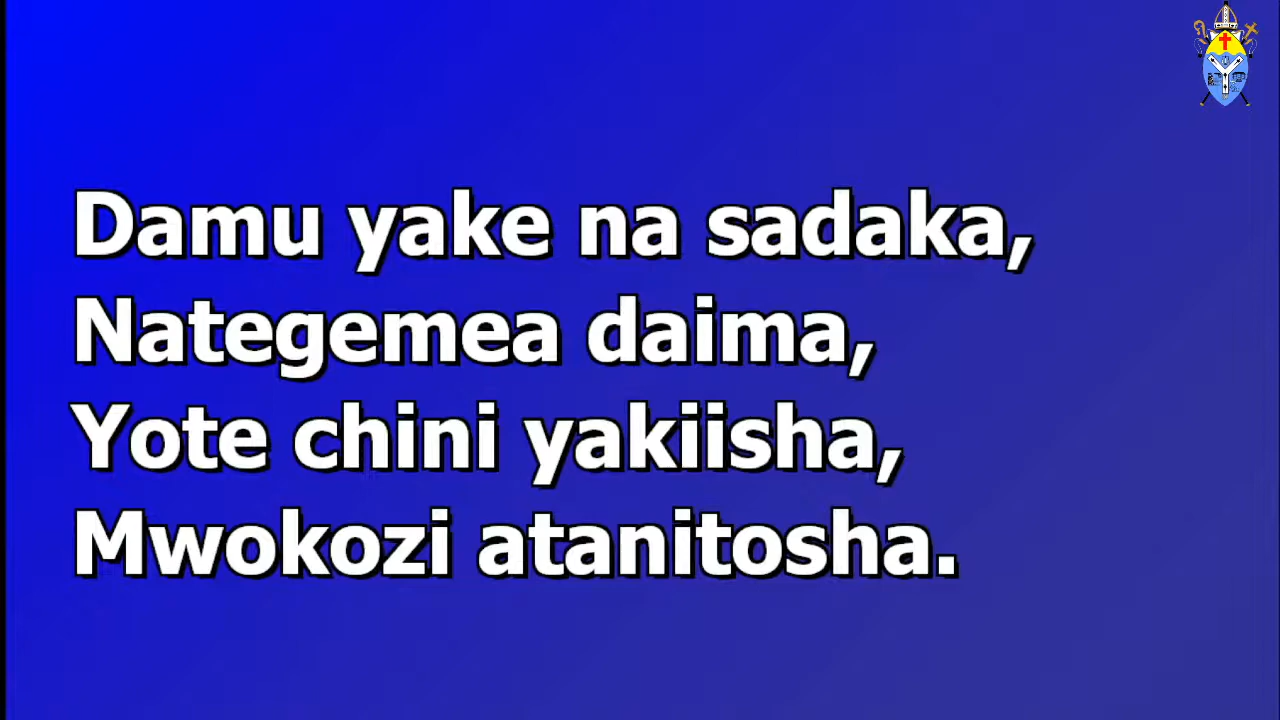 Damu yake na sadaka,
Nategemea daima,
Yote chini yakiisha,
Mwokozi atanitosha.